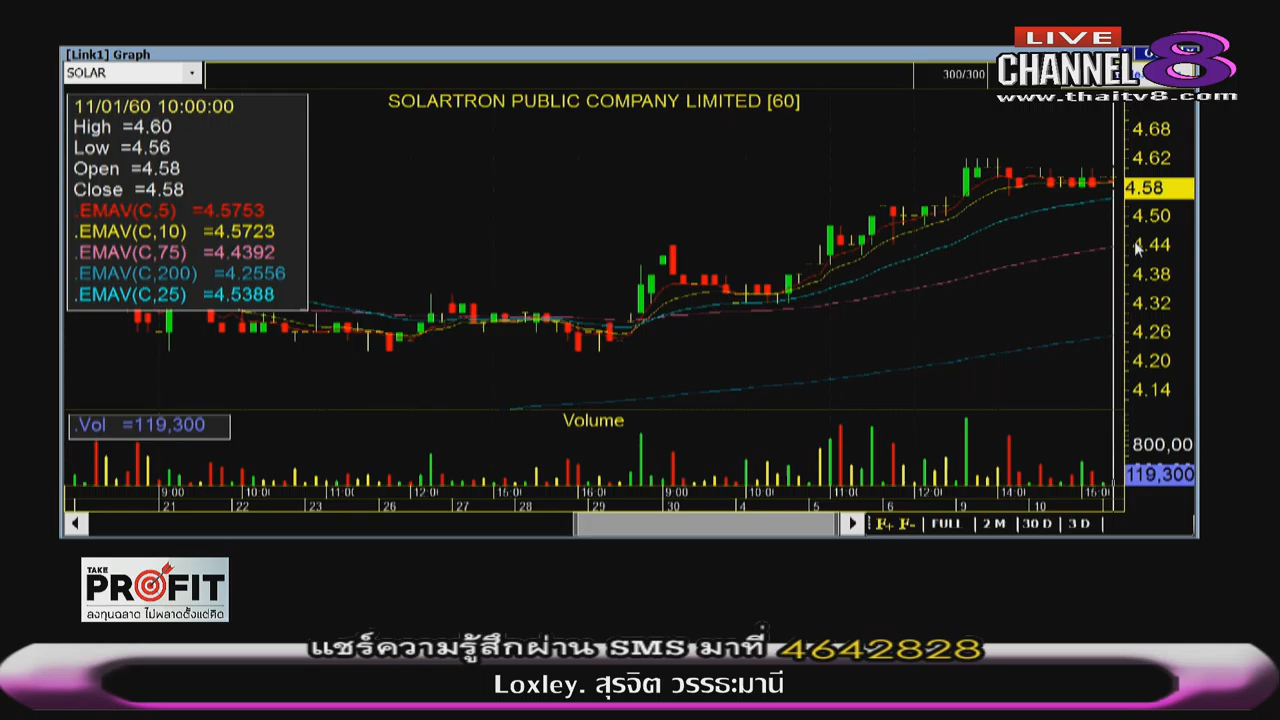 LIVE
CHANNEL 8
www.thaitv8.com
[Link1] Graph
SOLAR
300/300
11/01/60 10:00:00
High =4.60
Low =4.56
Open =4.58
Close =4.58
.EMAV(C,5) =4.5753
.EMAV(C,10) =4.5723
.EMAV(C,75) =4.4392
.EMAV(C,200) =4.2556
.EMAV(C,25) =4.5388
SOLARTRON PUBLIC COMPANY LIMITED [60]
4.68
4.62
4.58
4.50
4.44
4.38
4.32
4.26
4.20
4.14
.Vol =119,300
Volume
800,00
119,300
9:00 10:00 11:00 12:00 15:00 16:00 9:00 10:00 11:00 12:00 14:00 15:00
21 22 23 26 27 28 29 30 4 5 6 9 10
F+ F- FULL 2 M 30 D 3 D
TAKE
PROFIT
ลงทุนฉลาด ไม่พลาดตั้งแต่คิด
แชร์ความรู้สึกผ่าน SMS มาที่ 4642828
Loxley. สุรจิต วรรธะมานี